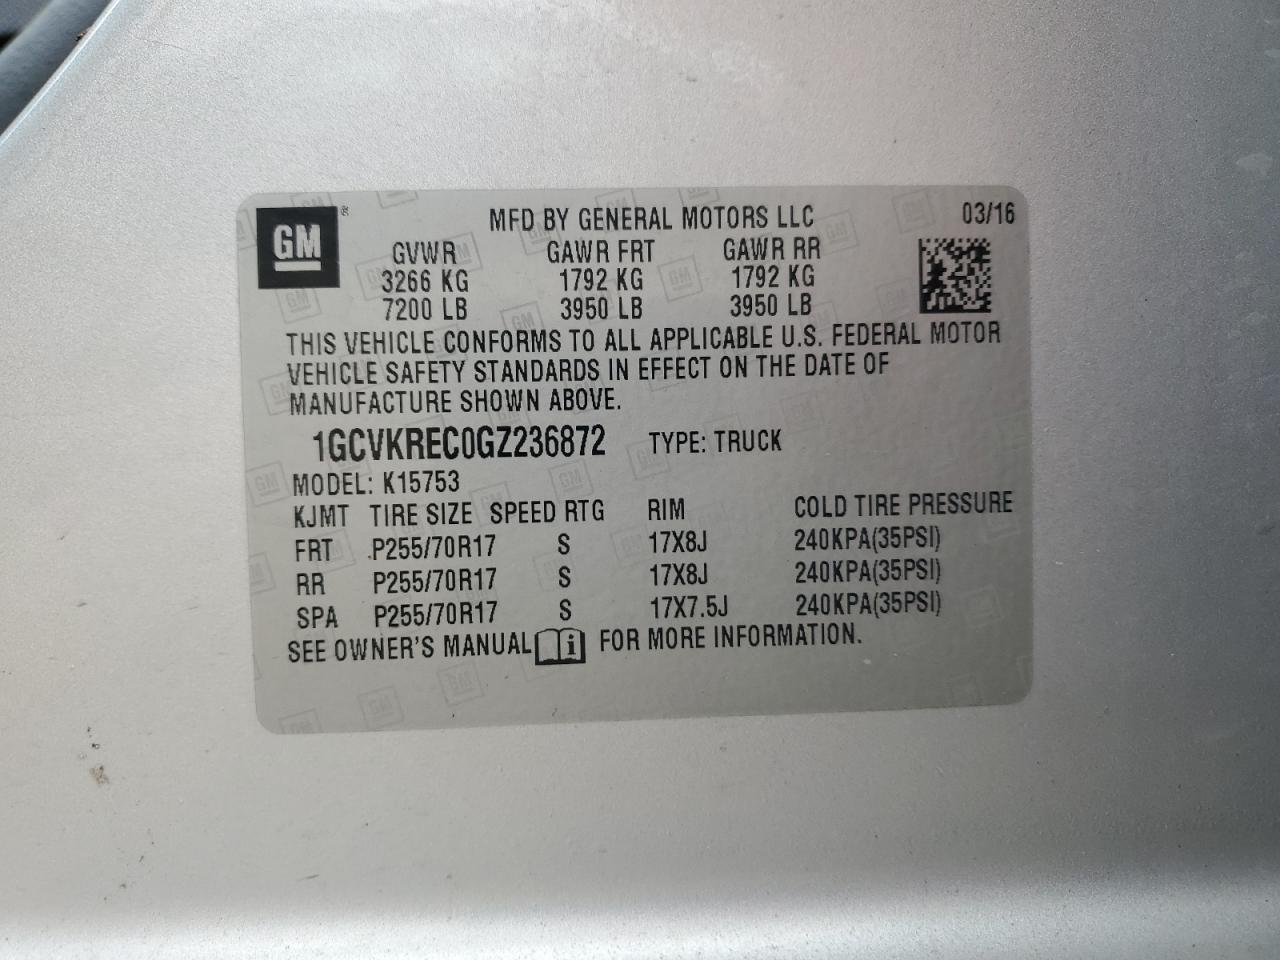 GM ®
MFD BY GENERAL MOTORS LLC 03/16
GVWR GAWR FRT GAWR RR
3266 KG 1792 KG 1792 KG
7200 LB 3950 LB 3950 LB
THIS VEHICLE CONFORMS TO ALL APPLICABLE U.S. FEDERAL MOTOR
VEHICLE SAFETY STANDARDS IN EFFECT ON THE DATE OF
MANUFACTURE SHOWN ABOVE.
1GCVKREC0GZ236872 TYPE: TRUCK
MODEL: K15753
KJMT TIRE SIZE SPEED RTG RIM COLD TIRE PRESSURE
FRT P255/70R17 S 17X8J 240KPA(35PSI)
RR P255/70R17 S 17X8J 240KPA(35PSI)
SPA P255/70R17 S 17X7.5J 240KPA(35PSI)
SEE OWNER'S MANUAL i FOR MORE INFORMATION.